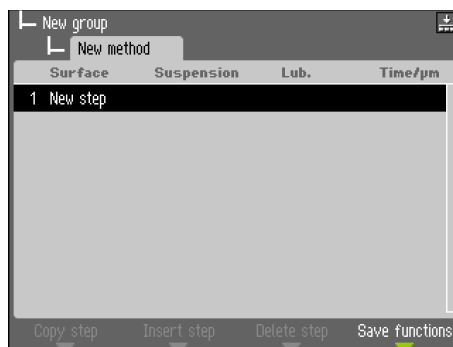 New group
New method
Surface Suspension Lub. Time/µm
1 New step
Copy step Insert step Delete step Save functions